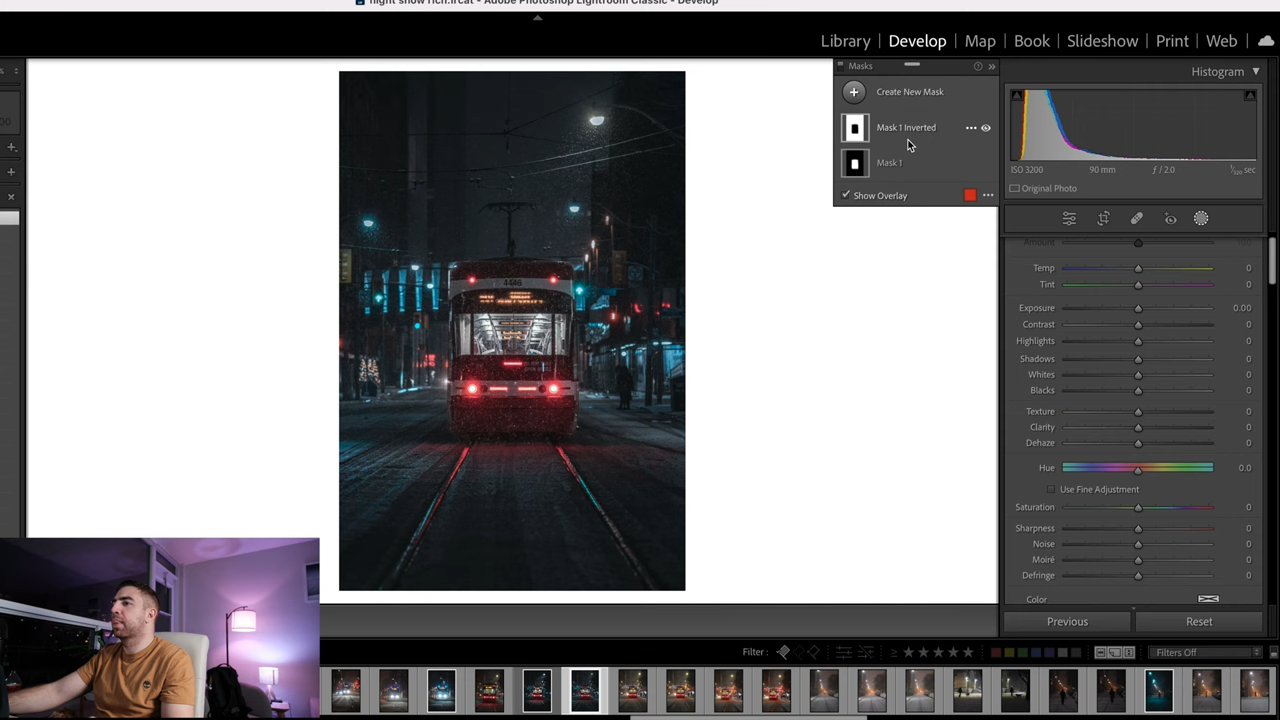 night snow rich.lrcat - Adobe Photoshop Lightroom Classic - Develop
Library | Develop | Map | Book | Slideshow | Print | Web
Masks
Histogram
Create New Mask
Mask 1 Inverted
Mask 1
ISO 3200 90 mm ƒ / 2.0
Show Overlay
Original Photo
Amount
Temp 0
Tint 0
Exposure 0.00
Contrast 0
Highlights 0
Shadows 0
Whites 0
Blacks 0
Texture 0
Clarity 0
Dehaze 0
Hue 0.0
Use Fine Adjustment
Saturation 0
Sharpness 0
Noise 0
Moiré 0
Defringe 0
Color
Previous Reset
Filter : Filters Off
4446